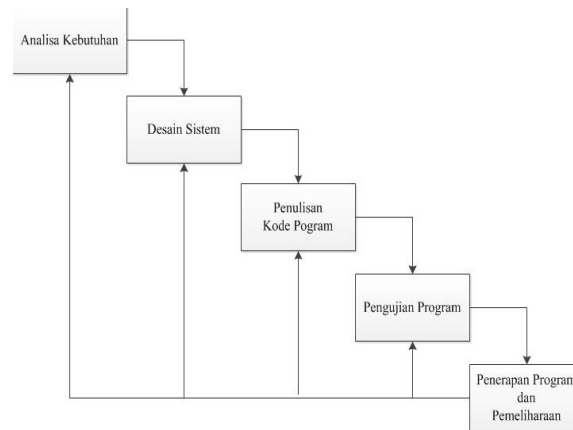 Analisa Kebutuhan
Desain Sistem
Penulisan
Kode Pogram
Pengujian Program
Penerapan Program
dan
Pemeliharaan